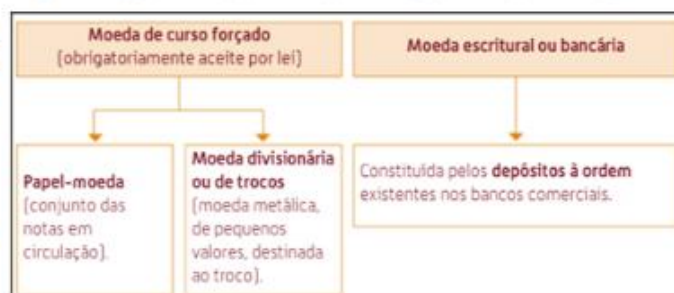 Moeda de curso forçado
(obrigatoriamente aceite por lei)
Moeda escritural ou bancária
Papel-moeda
(conjunto das
notas em
circulação).
Moeda divisionária
ou de trocos
(moeda metálica,
de pequenos
valores, destinada
ao troco).
Constituída pelos depósitos à ordem
existentes nos bancos comerciais.